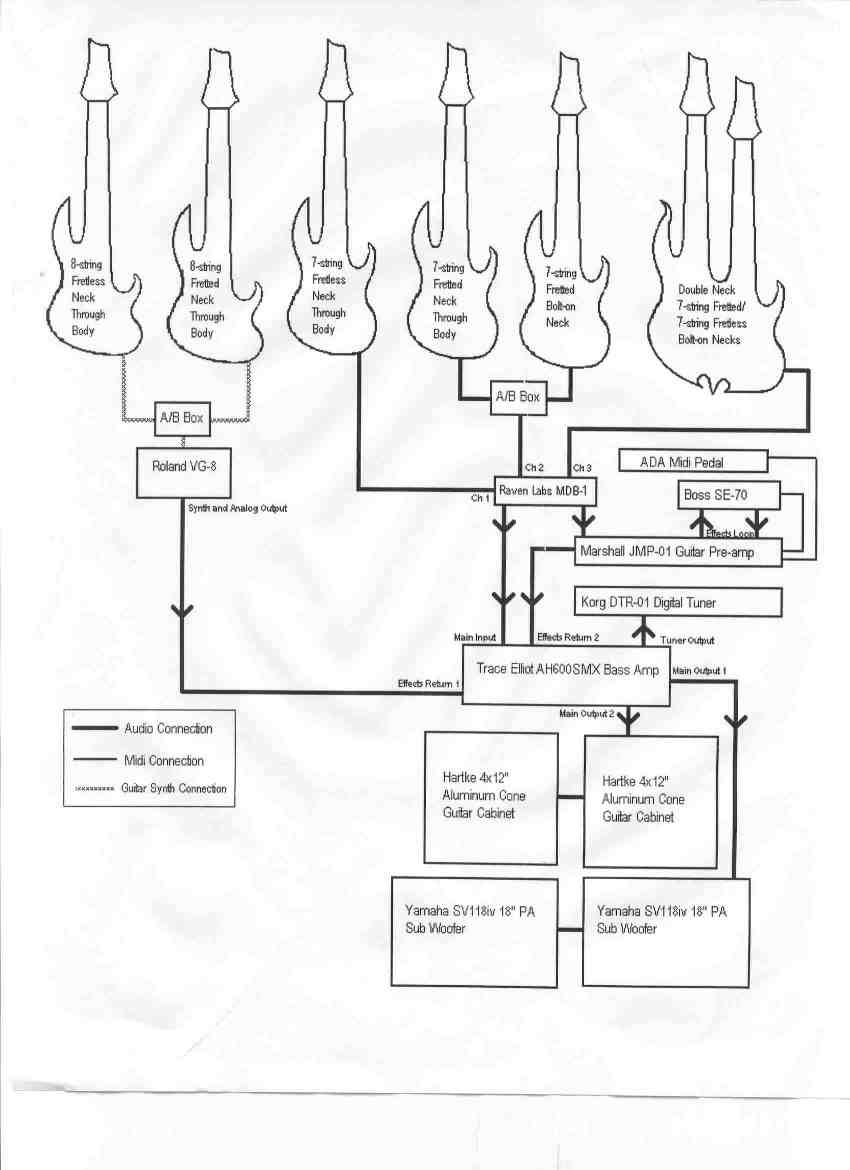 8-string
Fretless
Neck
Through
Body
8-string
Fretted
Neck
Through
Body
7-string
Fretless
Neck
Through
Body
7-string
Fretted
Neck
Through
Body
7-string
Fretted
Bolt-on
Neck
Double Neck
7-string Fretted/
7-string Fretless
Bolt-on Necks
A/B Box
A/B Box
Roland VG-8
Synth and Analog Output
Ch 1
Ch 2
Ch 3
Raven Labs MDB-1
ADA Midi Pedal
Boss SE-70
Effects Loop
Marshall JMP-01 Guitar Pre-amp
Korg DTR-01 Digital Tuner
Main Input
Effects Return 2
Tuner Output
Trace Elliot AH600SMX Bass Amp
Main Output 1
Effects Return 1
Main Output 2
Audio Connection
Midi Connection
Guitar Synth Connection
Hartke 4x12"
Aluminum Cone
Guitar Cabinet
Hartke 4x12"
Aluminum Cone
Guitar Cabinet
Yamaha SV118iv 18" PA
Sub Woofer
Yamaha SV118iv 18" PA
Sub Woofer